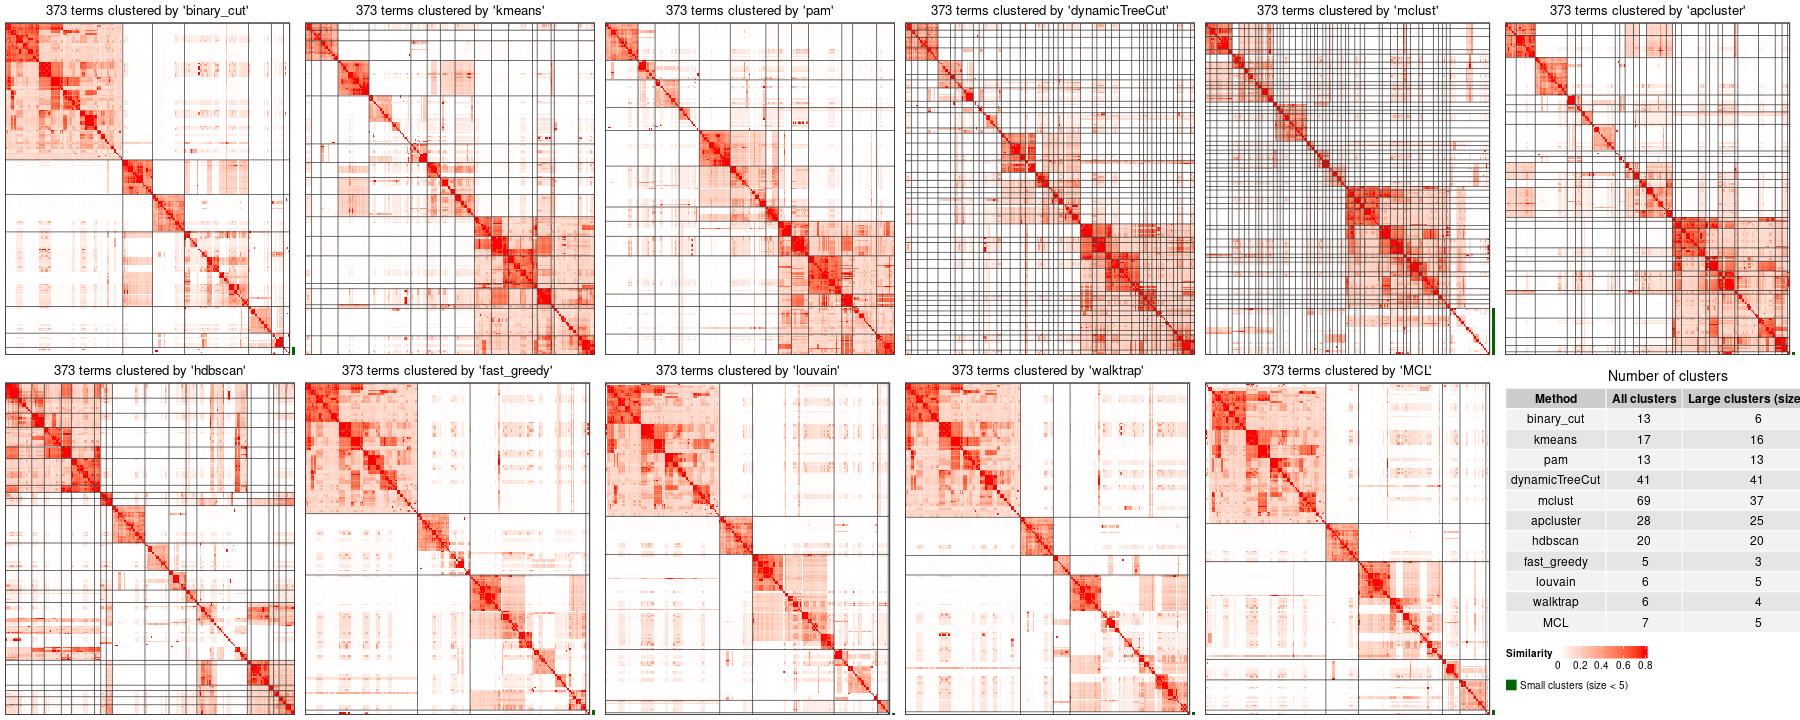 373 terms clustered by 'binary_cut'
373 terms clustered by 'kmeans'
373 terms clustered by 'pam'
373 terms clustered by 'dynamicTreeCut'
373 terms clustered by 'mclust'
373 terms clustered by 'apcluster'
373 terms clustered by 'hdbscan'
373 terms clustered by 'fast_greedy'
373 terms clustered by 'louvain'
373 terms clustered by 'walktrap'
373 terms clustered by 'MCL'
Number of clusters
Method All clusters Large clusters (size
binary_cut 13 6
kmeans 17 16
pam 13 13
dynamicTreeCut 41 41
mclust 69 37
apcluster 28 25
hdbscan 20 20
fast_greedy 5 3
louvain 6 5
walktrap 6 4
MCL 7 5
Similarity
0 0.2 0.4 0.6 0.8
Small clusters (size < 5)